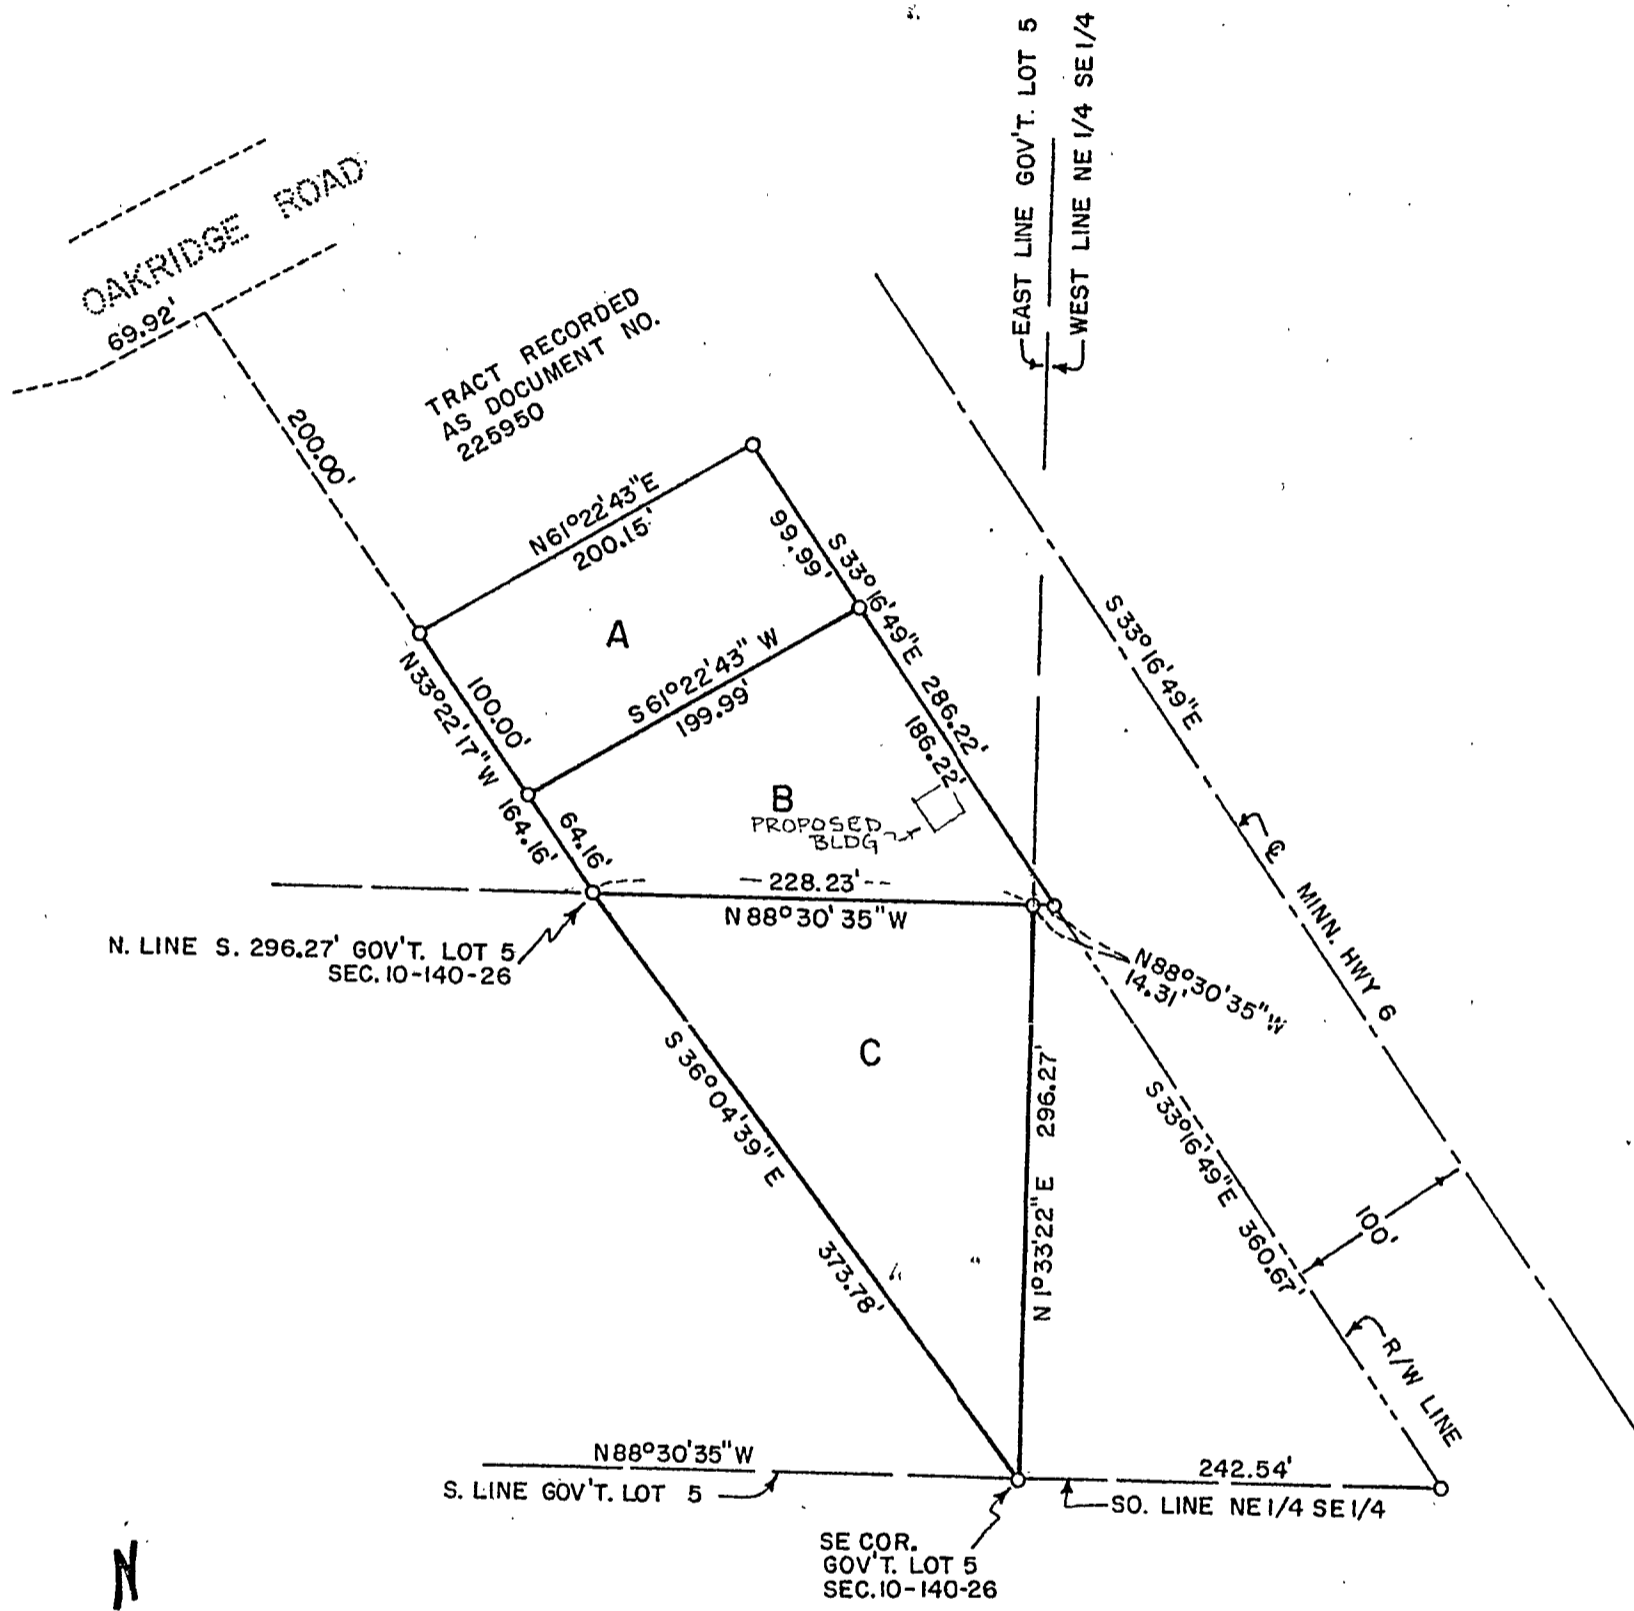 EAST LINE GOV'T. LOT 5
WEST LINE NE 1/4 SE 1/4
OAKRIDGE ROAD
69.92'
200.00'
TRACT RECORDED
AS DOCUMENT NO.
225950
N61°22'43"E
200.15'
99.99'
S 33°16'49"E 286.22'
A
S 33°16'49"E
N33°22'17"W 164.16'
100.00'
S61°22'43" W
199.99'
186.22'
B
PROPOSED
BLDG
64.16'
℄
MINN. HWY 6
228.23'
N 88°30'35"W
N. LINE S. 296.27' GOV'T. LOT 5
SEC.10-140-26
N88°30'35"W
14.31'
C
S 36°04'39" E
373.78'
N 1°33'22"E 296.27'
S 33°16'49"E 360.67'
100'
R/W LINE
N88°30'35"W
S. LINE GOV'T. LOT 5
242.54'
SO. LINE NE 1/4 SE 1/4
SE COR.
GOV'T. LOT 5
SEC.10-140-26
N